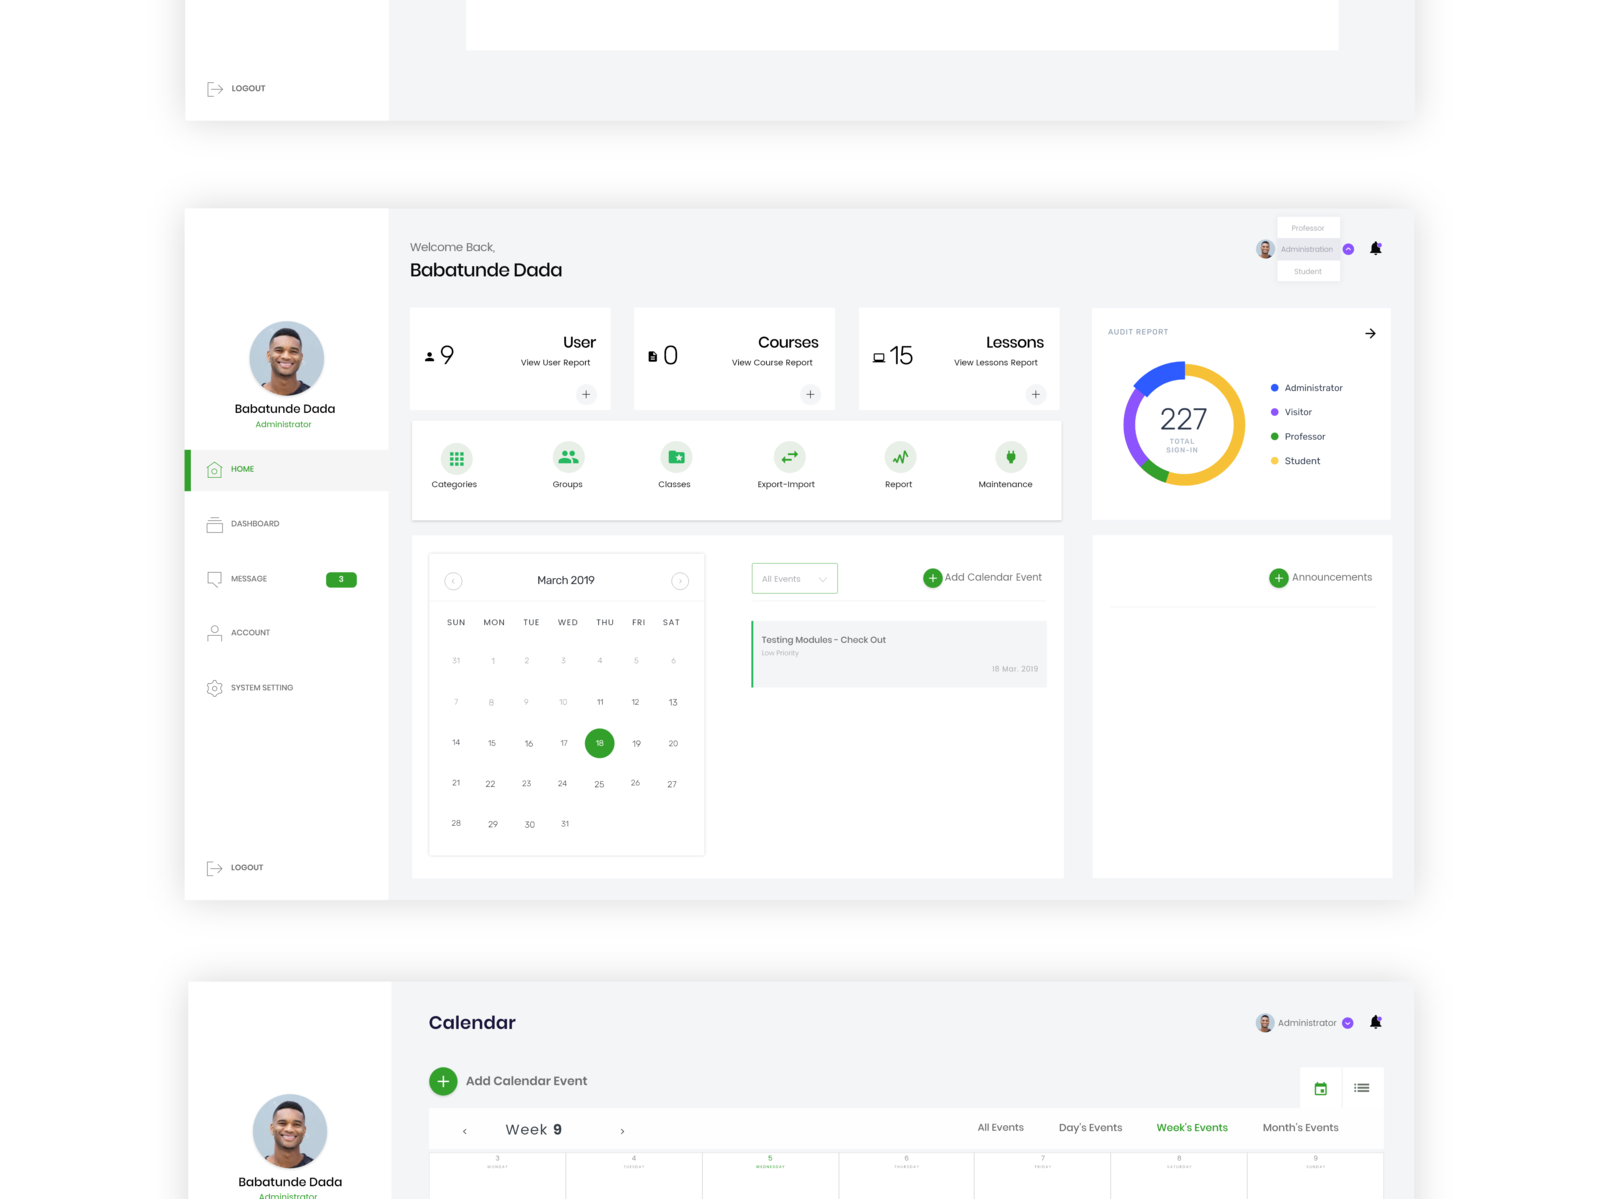 LOGOUT
Welcome Back,
Babatunde Dada
Professor
Administration
Student
Babatunde Dada
Administrator
HOME
DASHBOARD
MESSAGE 3
ACCOUNT
SYSTEM SETTING
LOGOUT
9 User
View User Report
0 Courses
View Course Report
15 Lessons
View Lessons Report
AUDIT REPORT
227
TOTAL
SIGN-IN
Administrator
Visitor
Professor
Student
Categories Groups Classes Export-Import Report Maintenance
March 2019
SUN MON TUE WED THU FRI SAT
31 1 2 3 4 5 6
7 8 9 10 11 12 13
14 15 16 17 18 19 20
21 22 23 24 25 26 27
28 29 30 31
All Events
Add Calendar Event
Testing Modules - Check Out
Low Priority
18 Mar. 2019
Announcements
Calendar
Administrator
Babatunde Dada
Administrator
Add Calendar Event
Week 9
All Events Day's Events Week's Events Month's Events
3 4 5 6 7 8 9
MONDAY TUESDAY WEDNESDAY THURSDAY FRIDAY SATURDAY SUNDAY